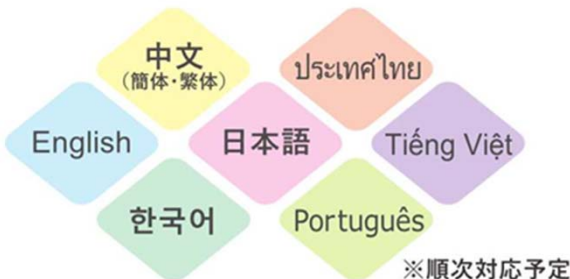 中文
(簡体・繁体)
ประเทศไทย
English
日本語
Tiếng Việt
한국어
Português
※順次対応予定